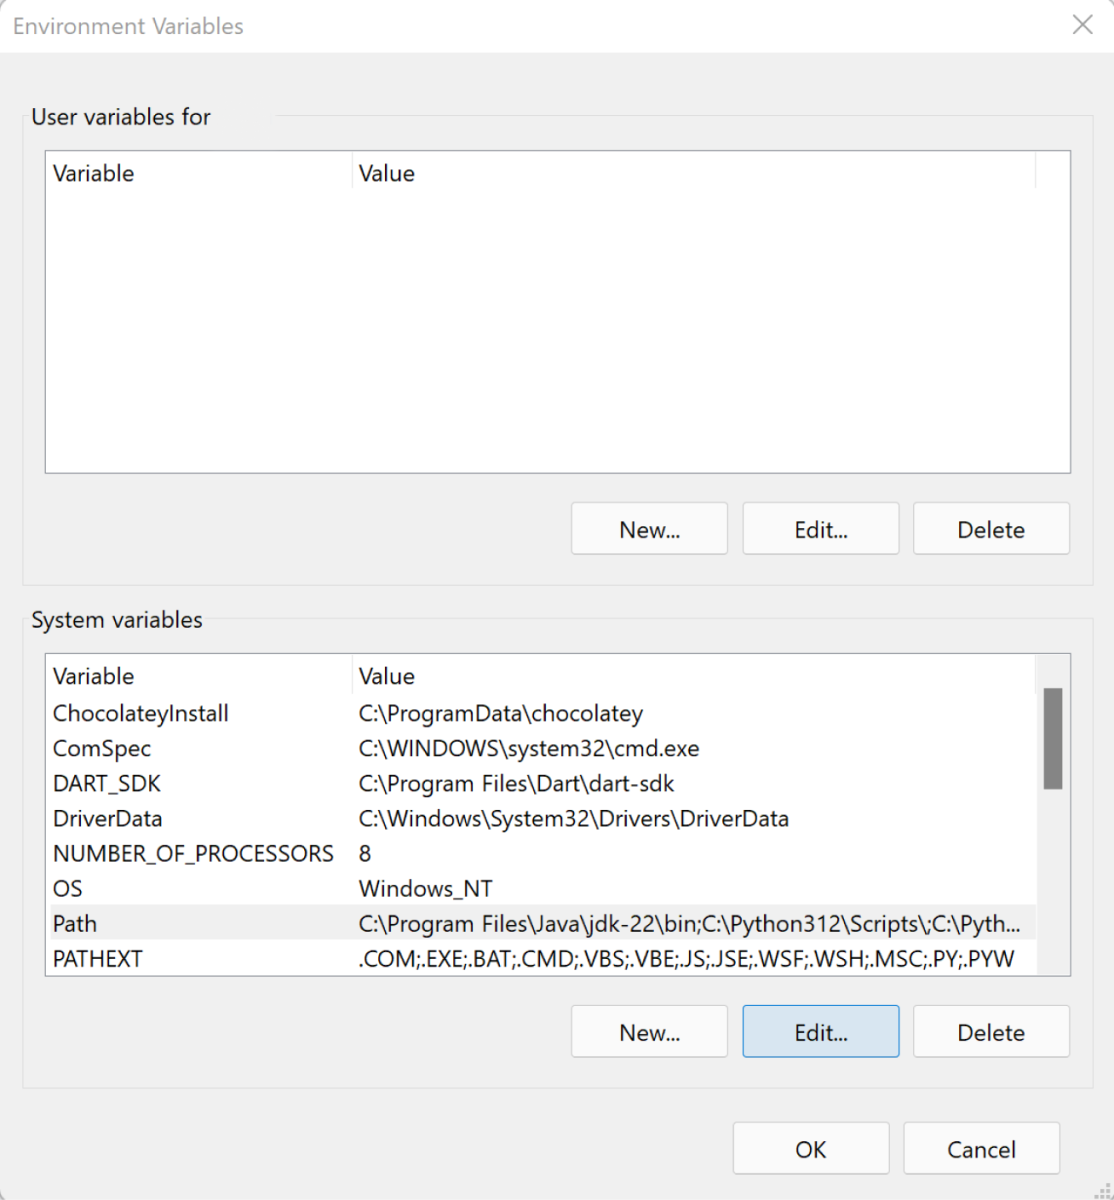 Environment Variables
User variables for
Variable Value
New... Edit... Delete
System variables
Variable Value
ChocolateyInstall C:\ProgramData\chocolatey
ComSpec C:\WINDOWS\system32\cmd.exe
DART_SDK C:\Program Files\Dart\dart-sdk
DriverData C:\Windows\System32\Drivers\DriverData
NUMBER_OF_PROCESSORS 8
OS Windows_NT
Path C:\Program Files\Java\jdk-22\bin;C:\Python312\Scripts\;C:\Pyth...
PATHEXT .COM;.EXE;.BAT;.CMD;.VBS;.VBE;.JS;.JSE;.WSF;.WSH;.MSC;.PY;.PYW
New... Edit... Delete
OK Cancel